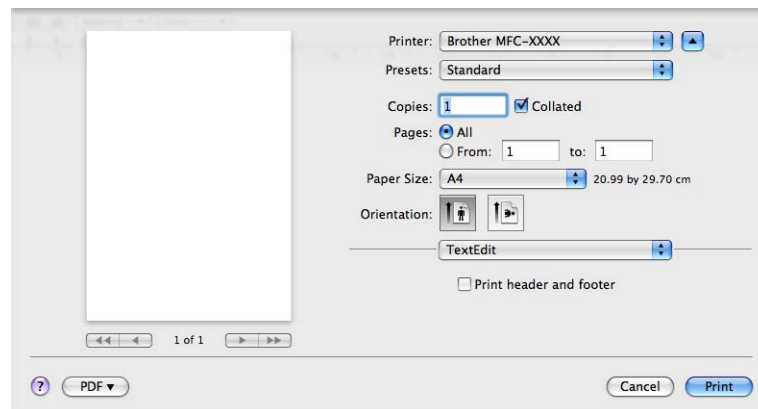 Printer: Brother MFC-XXXX
Presets: Standard
Copies: 1 Collated
Pages: All
From: 1 to: 1
Paper Size: A4 20.99 by 29.70 cm
Orientation:
TextEdit
Print header and footer
1 of 1
? PDF Cancel Print